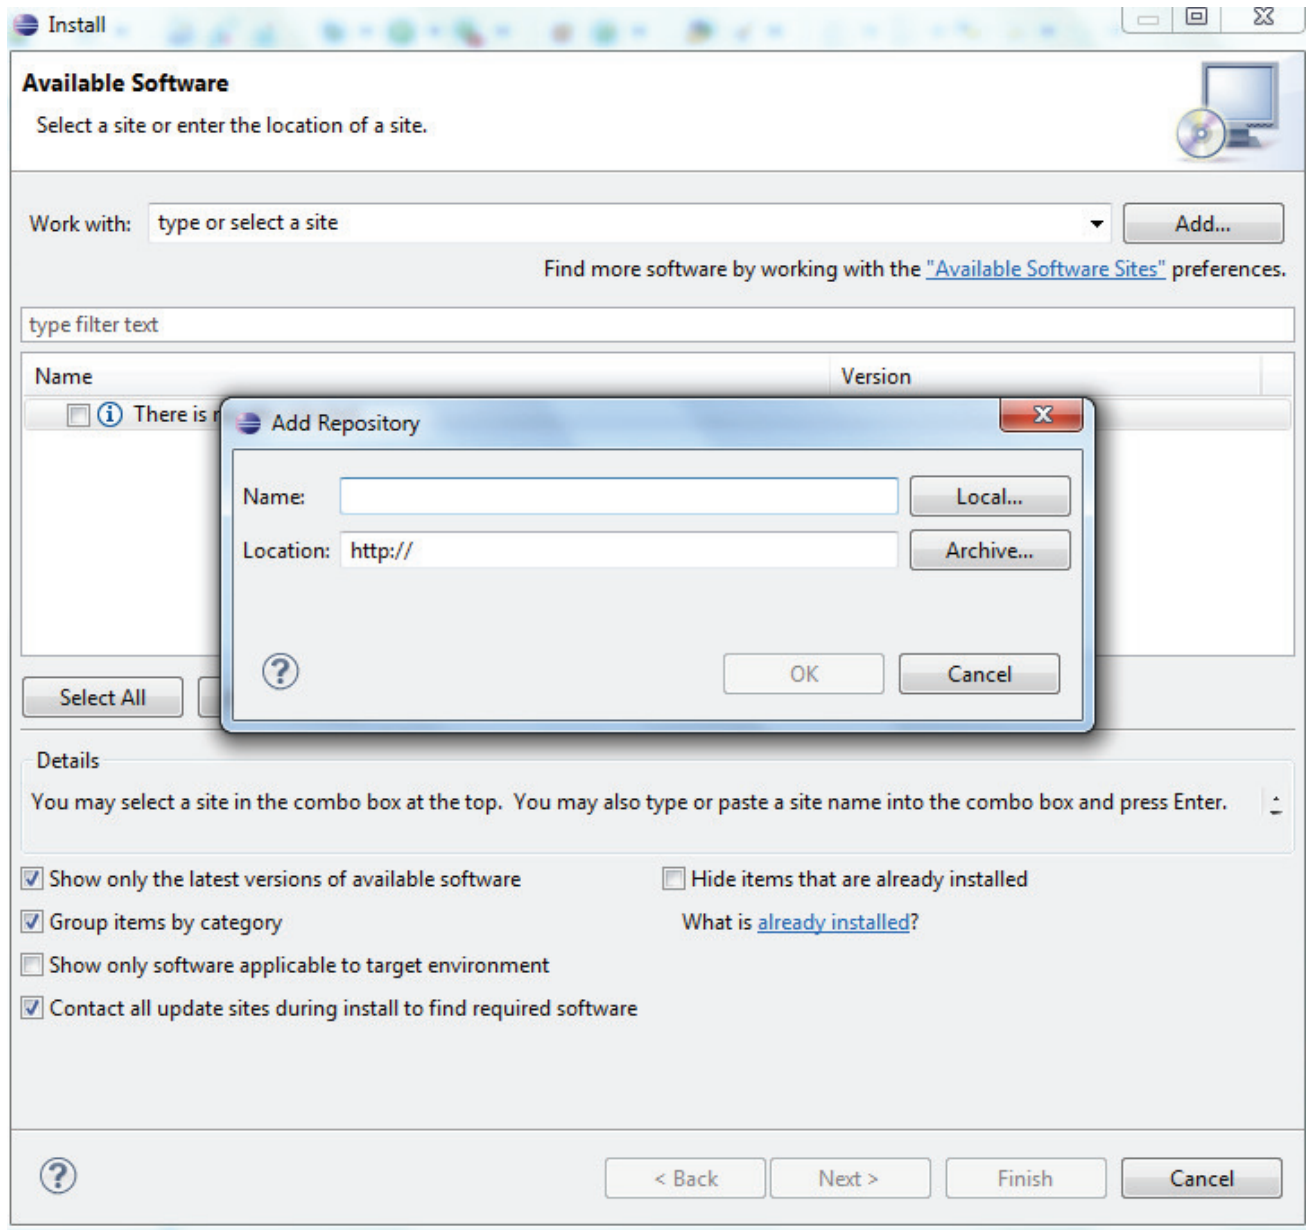 Install
Available Software
Select a site or enter the location of a site.
Work with: type or select a site Add...
Find more software by working with the "Available Software Sites" preferences.
type filter text
Name Version
There is
Add Repository
Name: Local...
Location: http:// Archive...
OK Cancel
Select All
Details
You may select a site in the combo box at the top. You may also type or paste a site name into the combo box and press Enter.
Show only the latest versions of available software Hide items that are already installed
Group items by category What is already installed?
Show only software applicable to target environment
Contact all update sites during install to find required software
< Back Next > Finish Cancel